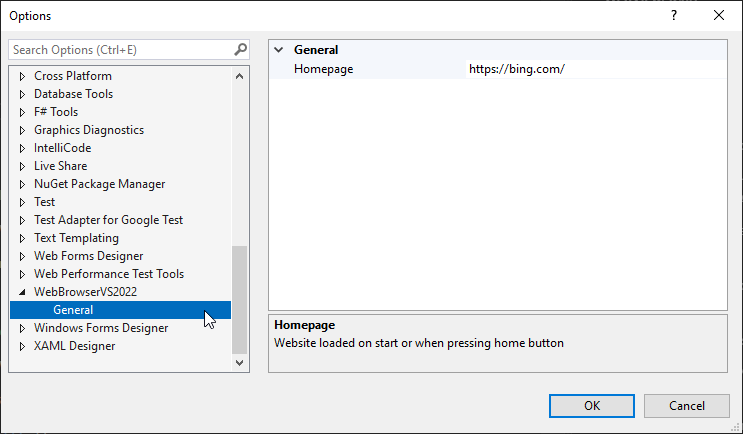 Options
?
Search Options (Ctrl+E)
Cross Platform
Database Tools
F# Tools
Graphics Diagnostics
IntelliCode
Live Share
NuGet Package Manager
Test
Test Adapter for Google Test
Text Templating
Web Forms Designer
Web Performance Test Tools
WebBrowserVS2022
General
Windows Forms Designer
XAML Designer
General
Homepage https://bing.com/
Homepage
Website loaded on start or when pressing home button
OK Cancel